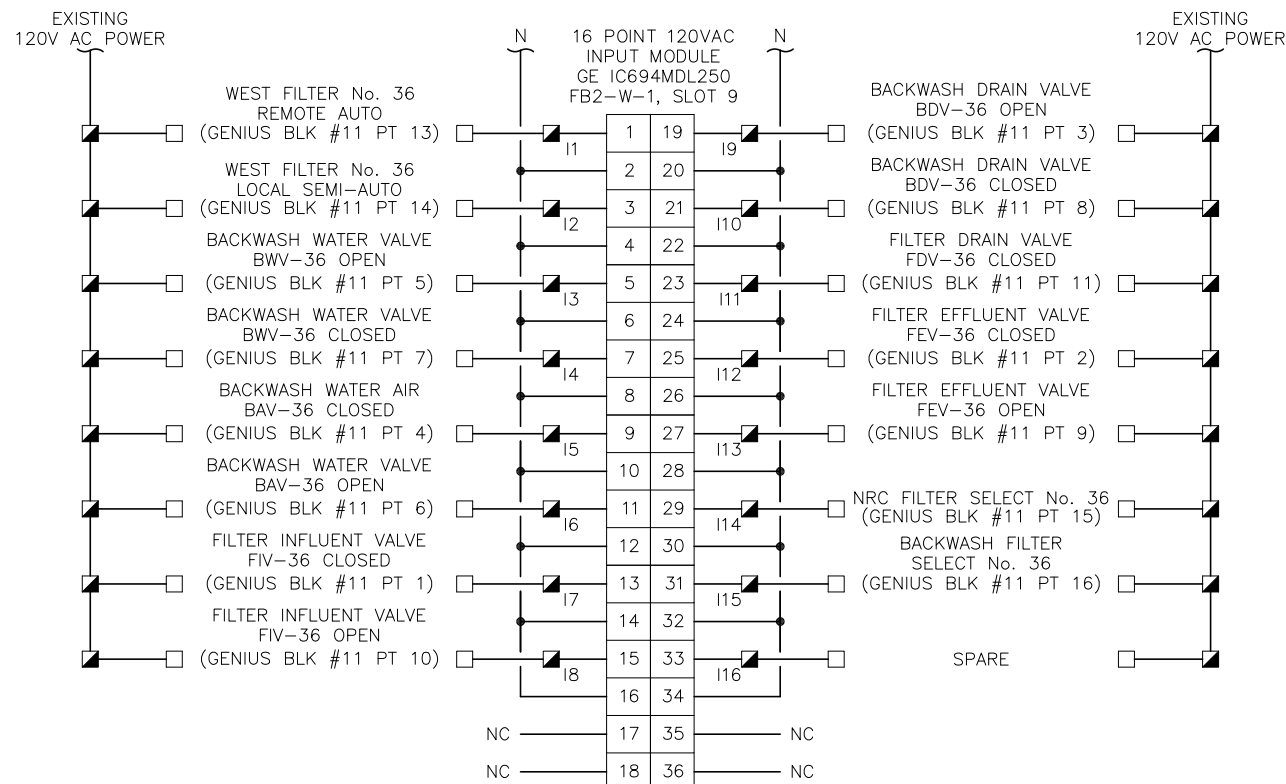 EXISTING
120V AC POWER
N
16 POINT 120VAC
INPUT MODULE
GE IC694MDL250
FB2-W-1, SLOT 9
N
EXISTING
120V AC POWER
WEST FILTER No. 36
REMOTE AUTO
(GENIUS BLK #11 PT 13)
I1
1 19
I9
BACKWASH DRAIN VALVE
BDV-36 OPEN
(GENIUS BLK #11 PT 3)
2 20
WEST FILTER No. 36
LOCAL SEMI-AUTO
(GENIUS BLK #11 PT 14)
I2
3 21
I10
BACKWASH DRAIN VALVE
BDV-36 CLOSED
(GENIUS BLK #11 PT 8)
4 22
BACKWASH WATER VALVE
BWV-36 OPEN
(GENIUS BLK #11 PT 5)
I3
5 23
I11
FILTER DRAIN VALVE
FDV-36 CLOSED
(GENIUS BLK #11 PT 11)
6 24
BACKWASH WATER VALVE
BWV-36 CLOSED
(GENIUS BLK #11 PT 7)
I4
7 25
I12
FILTER EFFLUENT VALVE
FEV-36 CLOSED
(GENIUS BLK #11 PT 2)
8 26
BACKWASH WATER AIR
BAV-36 CLOSED
(GENIUS BLK #11 PT 4)
I5
9 27
I13
FILTER EFFLUENT VALVE
FEV-36 OPEN
(GENIUS BLK #11 PT 9)
10 28
BACKWASH WATER VALVE
BAV-36 OPEN
(GENIUS BLK #11 PT 6)
I6
11 29
I14
NRC FILTER SELECT No. 36
(GENIUS BLK #11 PT 15)
12 30
FILTER INFLUENT VALVE
FIV-36 CLOSED
(GENIUS BLK #11 PT 1)
I7
13 31
I15
BACKWASH FILTER
SELECT No. 36
(GENIUS BLK #11 PT 16)
14 32
FILTER INFLUENT VALVE
FIV-36 OPEN
(GENIUS BLK #11 PT 10)
I8
15 33
I16
SPARE
16 34
NC 17 35 NC
NC 18 36 NC